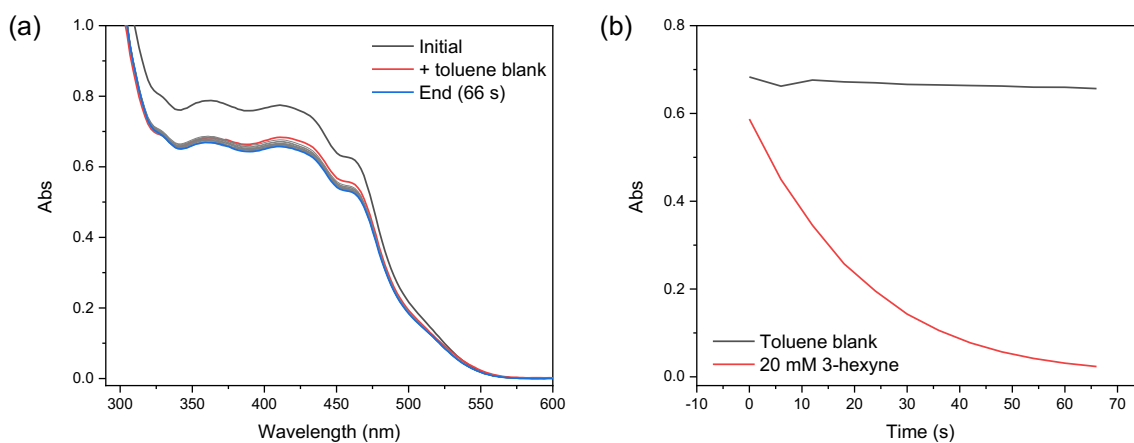 (a)
1.0
0.8
0.6
0.4
0.2
0.0
Abs
Initial
+ toluene blank
End (66 s)
300 350 400 450 500 550 600
Wavelength (nm)
(b)
0.8
0.6
0.4
0.2
0.0
Abs
Toluene blank
20 mM 3-hexyne
-10 0 10 20 30 40 50 60 70
Time (s)